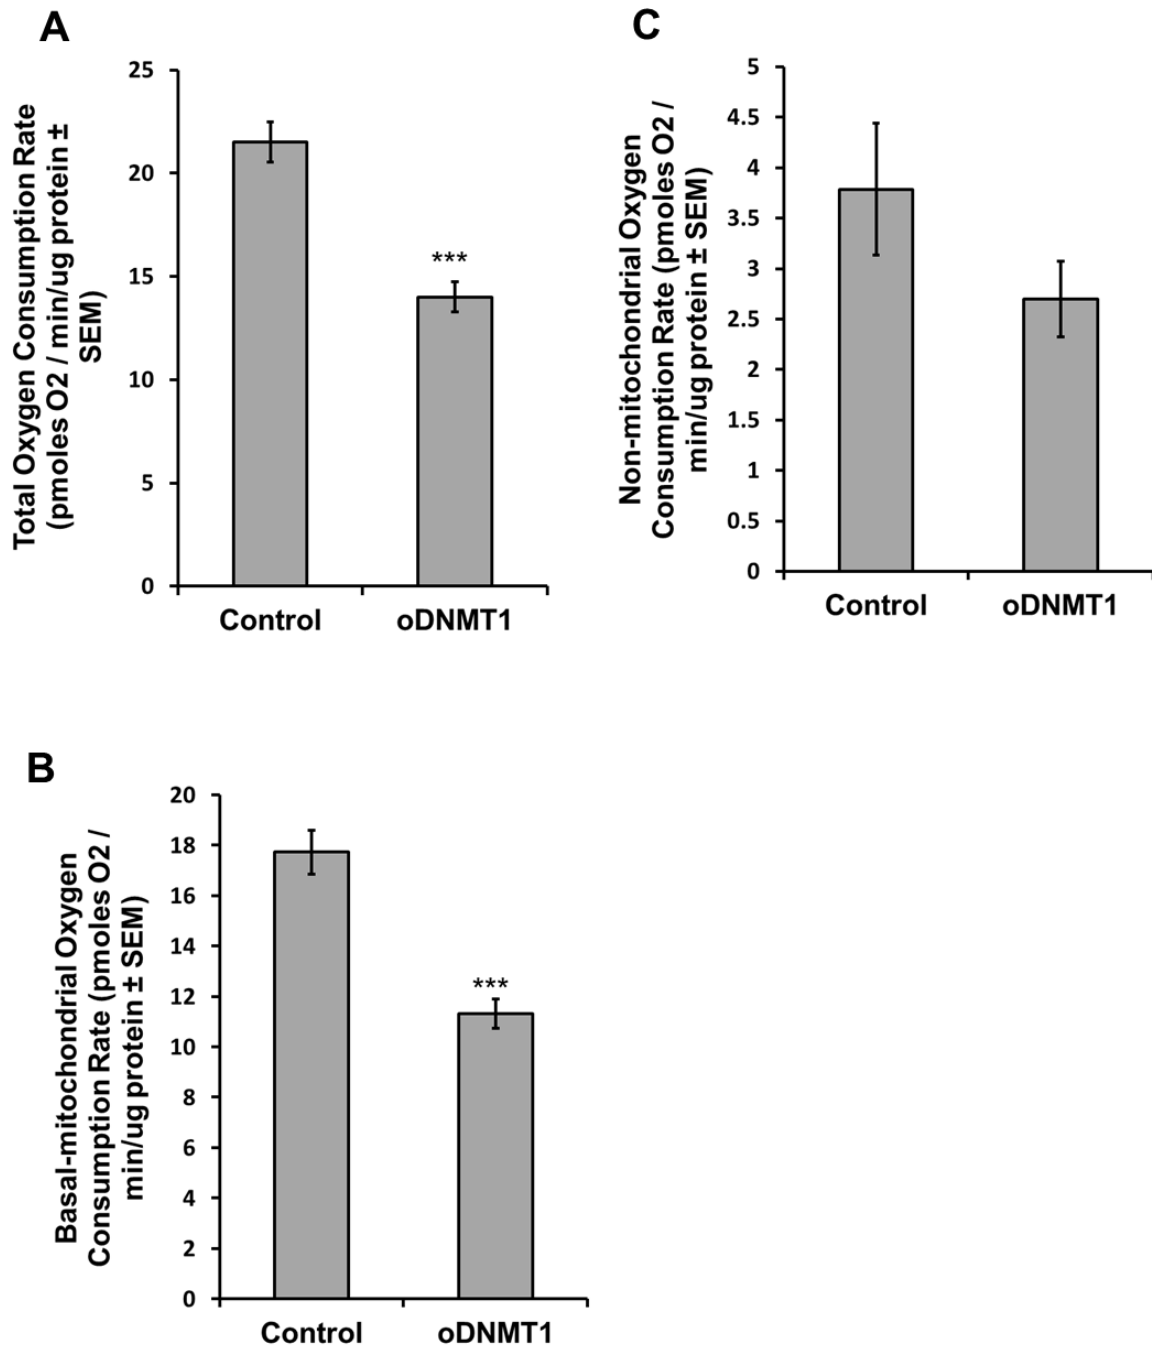 A
Total Oxygen Consumption Rate
(pmoles O2 / min/ug protein ±
SEM)
25
20
15
10
5
0
***
Control
oDNMT1
C
Non-mitochondrial Oxygen
Consumption Rate (pmoles O2 /
min/ug protein ± SEM)
5
4.5
4
3.5
3
2.5
2
1.5
1
0.5
0
Control
oDNMT1
B
Basal-mitochondrial Oxygen
Consumption Rate (pmoles O2 /
min/ug protein ± SEM)
20
18
16
14
12
10
8
6
4
2
0
***
Control
oDNMT1